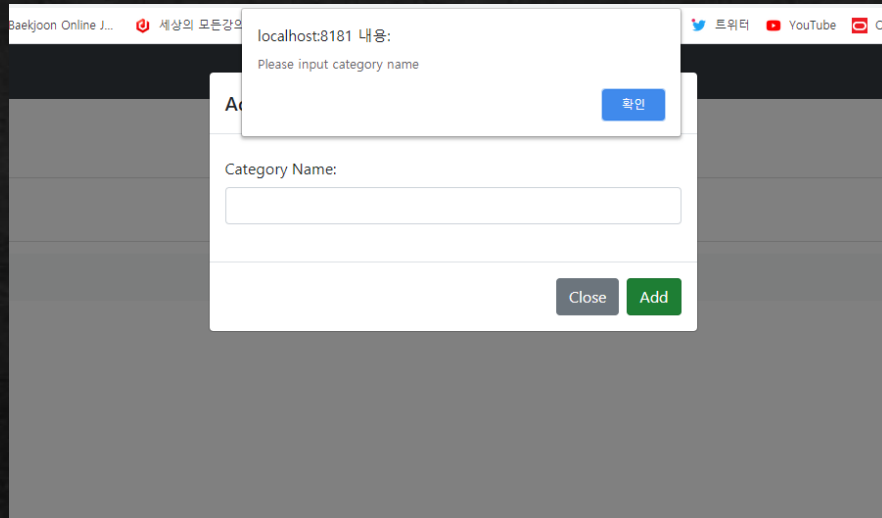 Baekjoon Online J...
세상의 모든강의
트위터
YouTube
localhost:8181 내용:
Please input category name
확인
Category Name:
Close
Add